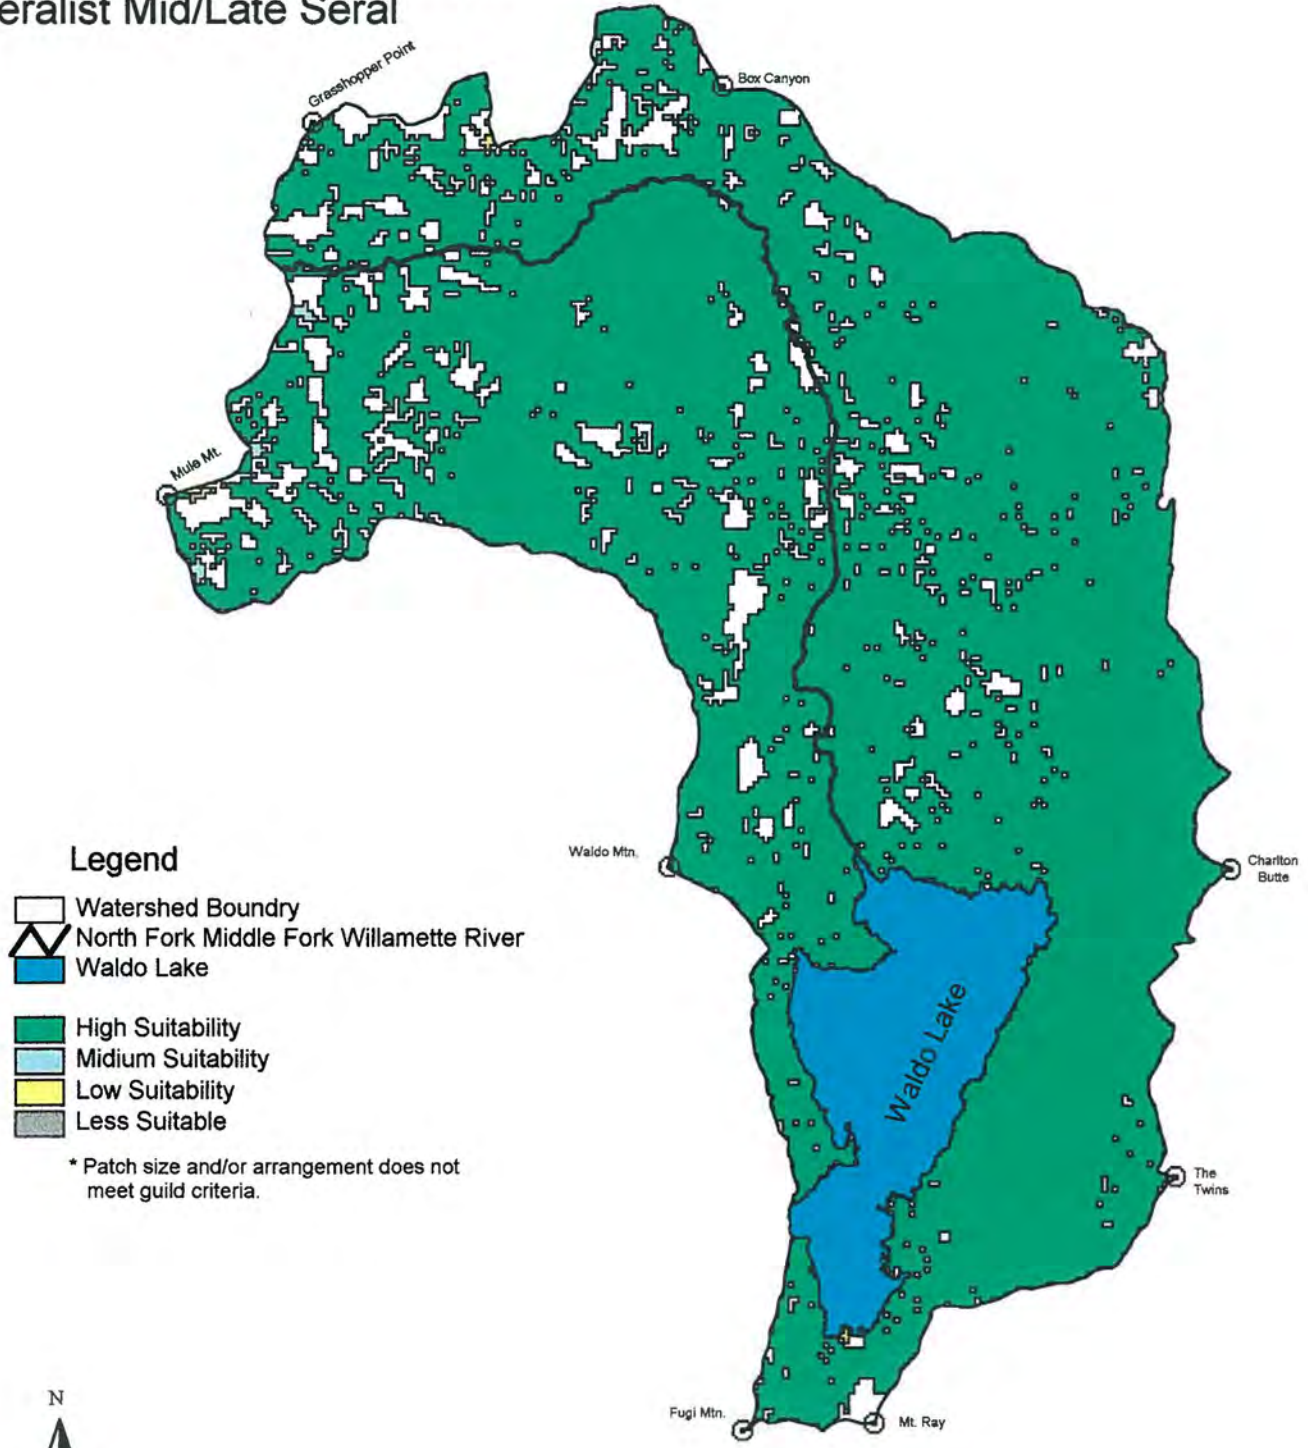 eralist Mid/Late Seral
Grasshopper Point
Box Canyon
Mule Mt.
Waldo Mtn.
Charlton
Butte
Legend
Watershed Boundry
North Fork Middle Fork Willamette River
Waldo Lake
High Suitability
Midium Suitability
Low Suitability
Less Suitable
* Patch size and/or arrangement does not
meet guild criteria.
Waldo Lake
The
Twins
Fugi Mtn.
Mt. Ray
N